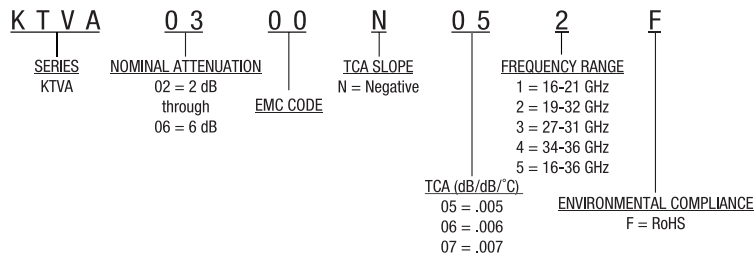 KTVA 03 00 N 05 2 F
SERIES
KTVA
NOMINAL ATTENUATION
02 = 2 dB
through
06 = 6 dB
EMC CODE
TCA SLOPE
N = Negative
TCA (dB/dB/°C)
05 = .005
06 = .006
07 = .007
FREQUENCY RANGE
1 = 16-21 GHz
2 = 19-32 GHz
3 = 27-31 GHz
4 = 34-36 GHz
5 = 16-36 GHz
ENVIRONMENTAL COMPLIANCE
F = RoHS